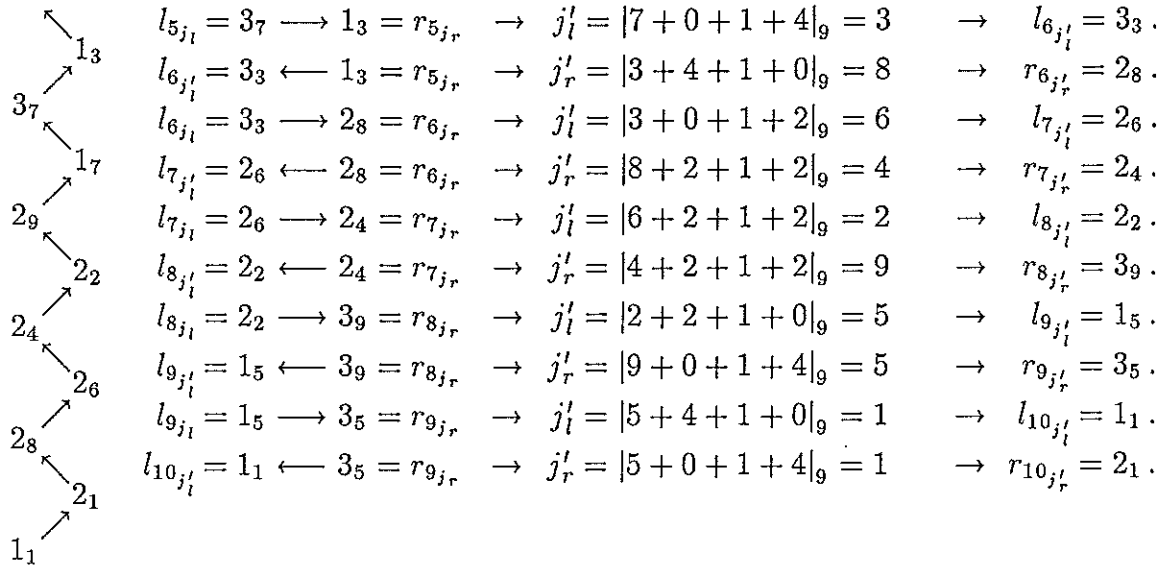 l_{5_{j_l}} = 3_7 ⟶ 1_3 = r_{5_{j_r}} → j'_l = |7 + 0 + 1 + 4|_9 = 3 → l_{6_{j'_l}} = 3_3 .
1_3
l_{6_{j'_l}} = 3_3 ⟵ 1_3 = r_{5_{j_r}} → j'_r = |3 + 4 + 1 + 0|_9 = 8 → r_{6_{j'_r}} = 2_8 .
3_7
l_{6_{j_l}} = 3_3 ⟶ 2_8 = r_{6_{j_r}} → j'_l = |3 + 0 + 1 + 2|_9 = 6 → l_{7_{j'_l}} = 2_6 .
1_7
l_{7_{j'_l}} = 2_6 ⟵ 2_8 = r_{6_{j_r}} → j'_r = |8 + 2 + 1 + 2|_9 = 4 → r_{7_{j'_r}} = 2_4 .
2_9
l_{7_{j_l}} = 2_6 ⟶ 2_4 = r_{7_{j_r}} → j'_l = |6 + 2 + 1 + 2|_9 = 2 → l_{8_{j'_l}} = 2_2 .
2_2
l_{8_{j'_l}} = 2_2 ⟵ 2_4 = r_{7_{j_r}} → j'_r = |4 + 2 + 1 + 2|_9 = 9 → r_{8_{j'_r}} = 3_9 .
2_4
l_{8_{j_l}} = 2_2 ⟶ 3_9 = r_{8_{j_r}} → j'_l = |2 + 2 + 1 + 0|_9 = 5 → l_{9_{j'_l}} = 1_5 .
2_6
l_{9_{j'_l}} = 1_5 ⟵ 3_9 = r_{8_{j_r}} → j'_r = |9 + 0 + 1 + 4|_9 = 5 → r_{9_{j'_r}} = 3_5 .
l_{9_{j_l}} = 1_5 ⟶ 3_5 = r_{9_{j_r}} → j'_l = |5 + 4 + 1 + 0|_9 = 1 → l_{10_{j'_l}} = 1_1 .
2_8
l_{10_{j'_l}} = 1_1 ⟵ 3_5 = r_{9_{j_r}} → j'_r = |5 + 0 + 1 + 4|_9 = 1 → r_{10_{j'_r}} = 2_1 .
2_1
1_1